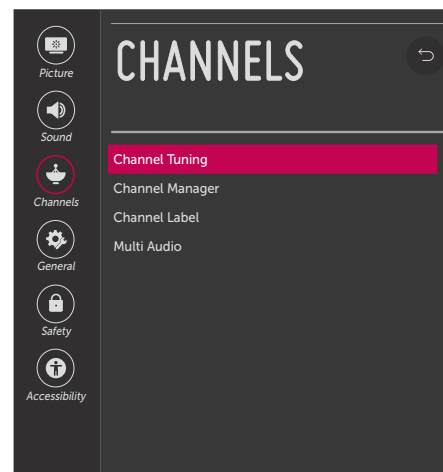 Picture
Sound
Channels
General
Safety
Accessibility
CHANNELS
Channel Tuning
Channel Manager
Channel Label
Multi Audio